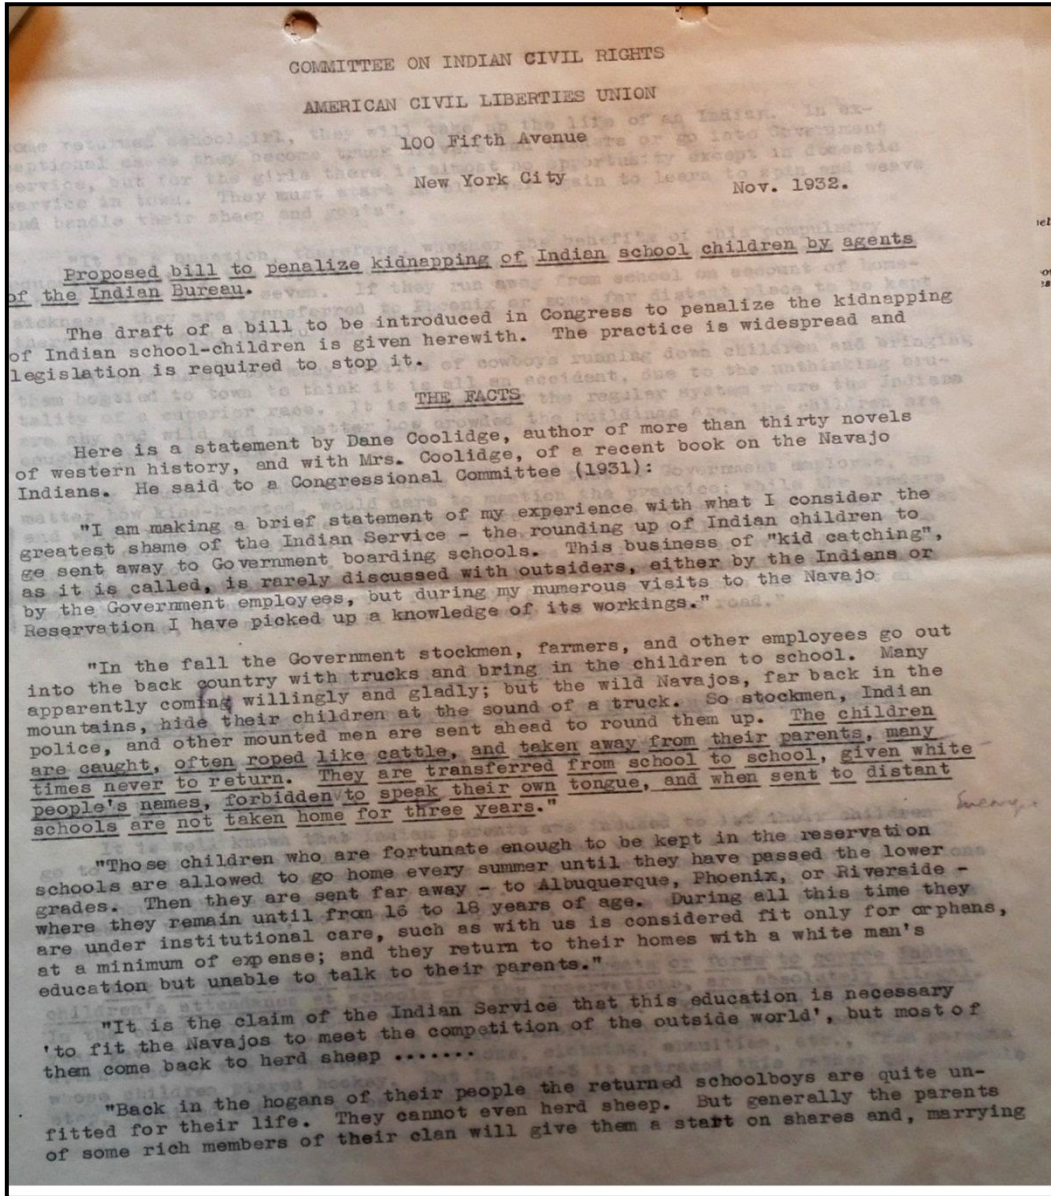 COMMITTEE ON INDIAN CIVIL RIGHTS
AMERICAN CIVIL LIBERTIES UNION
100 Fifth Avenue
New York City
Nov. 1932.
Proposed bill to penalize kidnapping of Indian school children by agents
of the Indian Bureau.
The draft of a bill to be introduced in Congress to penalize the kidnapping
of Indian school-children is given herewith. The practice is widespread and
legislation is required to stop it.
THE FACTS
Here is a statement by Dane Coolidge, author of more than thirty novels
of western history, and with Mrs. Coolidge, of a recent book on the Navajo
Indians. He said to a Congressional Committee (1931):
"I am making a brief statement of my experience with what I consider the
greatest shame of the Indian Service - the rounding up of Indian children to
ge sent away to Government boarding schools. This business of "kid catching",
as it is called, is rarely discussed with outsiders, either by the Indians or
by the Government employees, but during my numerous visits to the Navajo
Reservation I have picked up a knowledge of its workings."
"In the fall the Government stockmen, farmers, and other employees go out
into the back country with trucks and bring in the children to school. Many
apparently coming willingly and gladly; but the wild Navajos, far back in the
mountains, hide their children at the sound of a truck. So stockmen, Indian
police, and other mounted men are sent ahead to round them up. The children
are caught, often roped like cattle, and taken away from their parents, many
times never to return. They are transferred from school to school, given white
people's names, forbidden to speak their own tongue, and when sent to distant
schools are not taken home for three years."
"Those children who are fortunate enough to be kept in the reservation
schools are allowed to go home every summer until they have passed the lower
grades. Then they are sent far away - to Albuquerque, Phoenix, or Riverside -
where they remain until from 16 to 18 years of age. During all this time they
are under institutional care, such as with us is considered fit only for orphans,
at a minimum of expense; and they return to their homes with a white man's
education but unable to talk to their parents."
"It is the claim of the Indian Service that this education is necessary
'to fit the Navajos to meet the competition of the outside world', but most of
them come back to herd sheep .......
"Back in the hogans of their people the returned schoolboys are quite un-
fitted for their life. They cannot even herd sheep. But generally the parents
of some rich members of their clan will give them a start on shares and, marrying